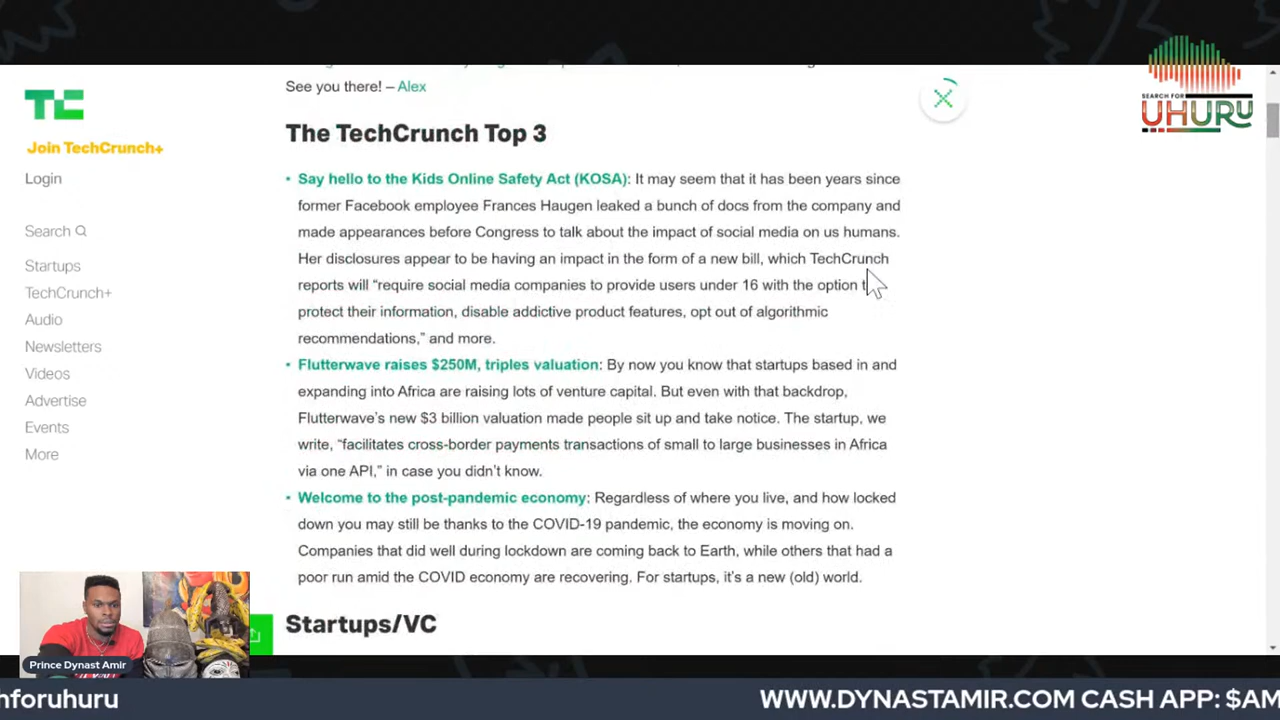 See you there! – Alex
SEARCH FOR
UHURU
TC
Join TechCrunch+
Login
Search
Startups
TechCrunch+
Audio
Newsletters
Videos
Advertise
Events
More
The TechCrunch Top 3
• Say hello to the Kids Online Safety Act (KOSA): It may seem that it has been years since
former Facebook employee Frances Haugen leaked a bunch of docs from the company and
made appearances before Congress to talk about the impact of social media on us humans.
Her disclosures appear to be having an impact in the form of a new bill, which TechCrunch
reports will “require social media companies to provide users under 16 with the option
protect their information, disable addictive product features, opt out of algorithmic
recommendations,” and more.
• Flutterwave raises $250M, triples valuation: By now you know that startups based in and
expanding into Africa are raising lots of venture capital. But even with that backdrop,
Flutterwave’s new $3 billion valuation made people sit up and take notice. The startup, we
write, “facilitates cross-border payments transactions of small to large businesses in Africa
via one API,” in case you didn’t know.
• Welcome to the post-pandemic economy: Regardless of where you live, and how locked
down you may still be thanks to the COVID-19 pandemic, the economy is moving on.
Companies that did well during lockdown are coming back to Earth, while others that had a
poor run amid the COVID economy are recovering. For startups, it’s a new (old) world.
Startups/VC
Prince Dynast Amir
hforuhuru
WWW.DYNASTAMIR.COM CASH APP: $AM